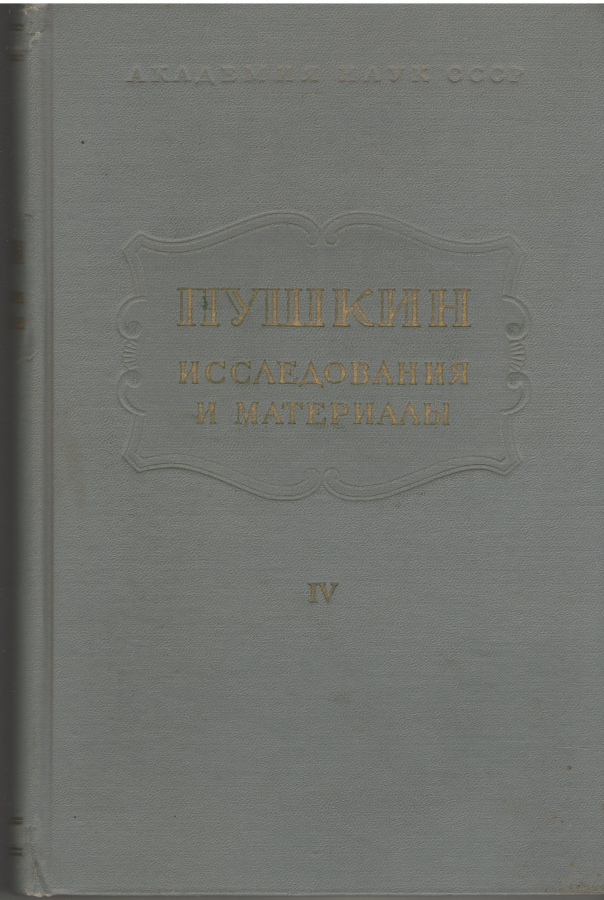 АКАДЕМИЯ НАУК СССР
ПУШКИН
ИССЛЕДОВАНИЯ
И МАТЕРИАЛЫ
IV